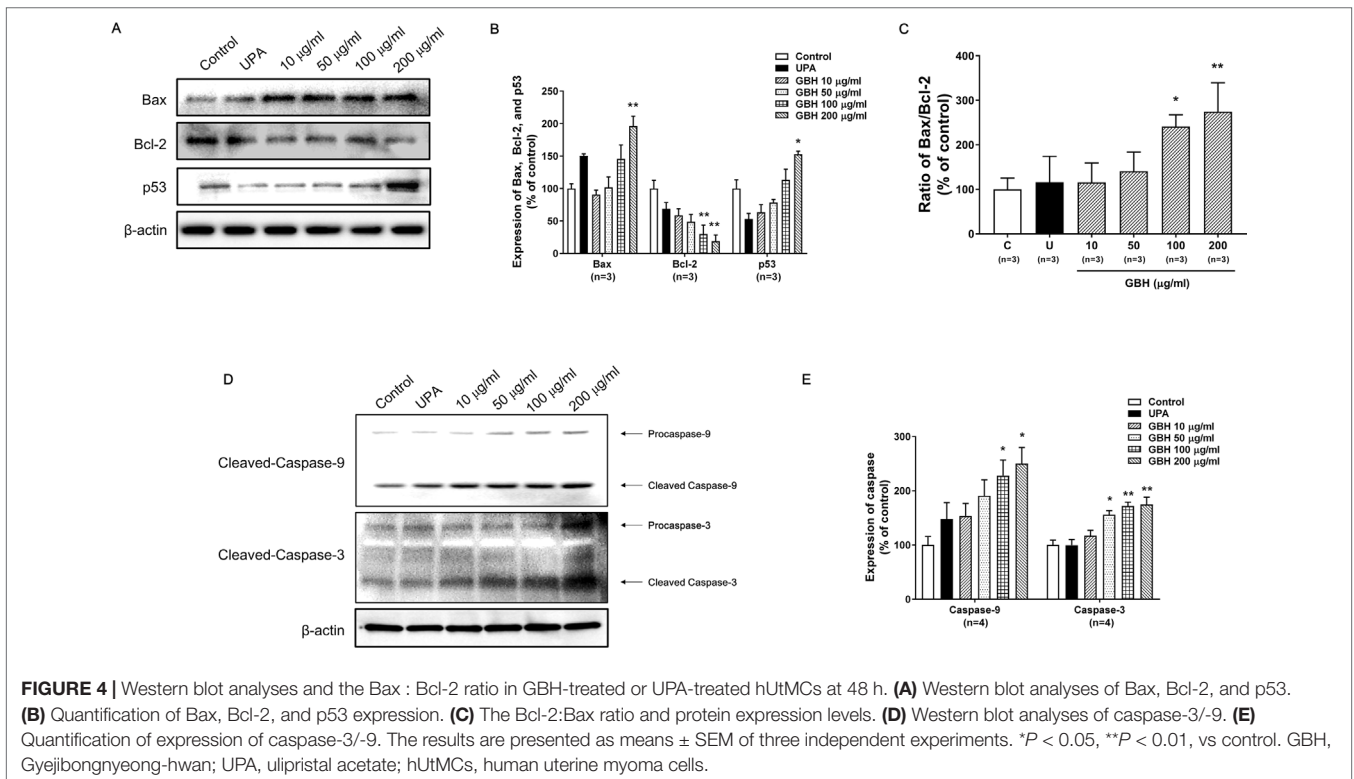 A
Control
UPA
10 μg/ml
50 μg/ml
100 μg/ml
200 μg/ml
Bax
Bcl-2
p53
β-actin
B
Control
UPA
GBH 10 μg/ml
GBH 50 μg/ml
GBH 100 μg/ml
GBH 200 μg/ml
Expression of Bax, Bcl-2, and p53
(% of control)
300
250
200
150
100
50
0
**
**
**
*
Bax
(n=3)
Bcl-2
(n=3)
p53
(n=3)
C
Ratio of Bax/Bcl-2
(% of control)
400
300
200
100
0
*
**
C
U
10
50
100
200
(n=3)
(n=3)
(n=3)
(n=3)
(n=3)
(n=3)
GBH (μg/ml)
D
Control
UPA
10 μg/ml
50 μg/ml
100 μg/ml
200 μg/ml
Cleaved-Caspase-9
Procaspase-9
Cleaved Caspase-9
Cleaved-Caspase-3
Procaspase-3
Cleaved Caspase-3
β-actin
E
Control
UPA
GBH 10 μg/ml
GBH 50 μg/ml
GBH 100 μg/ml
GBH 200 μg/ml
Expression of caspase
(% of control)
300
200
100
0
*
*
*
**
**
Caspase-9
(n=4)
Caspase-3
(n=4)
FIGURE 4 | Western blot analyses and the Bax : Bcl-2 ratio in GBH-treated or UPA-treated hUtMCs at 48 h. (A) Western blot analyses of Bax, Bcl-2, and p53.
(B) Quantification of Bax, Bcl-2, and p53 expression. (C) The Bcl-2:Bax ratio and protein expression levels. (D) Western blot analyses of caspase-3/-9. (E)
Quantification of expression of caspase-3/-9. The results are presented as means ± SEM of three independent experiments. *P < 0.05, **P < 0.01, vs control. GBH,
Gyejibongnyeong-hwan; UPA, ulipristal acetate; hUtMCs, human uterine myoma cells.